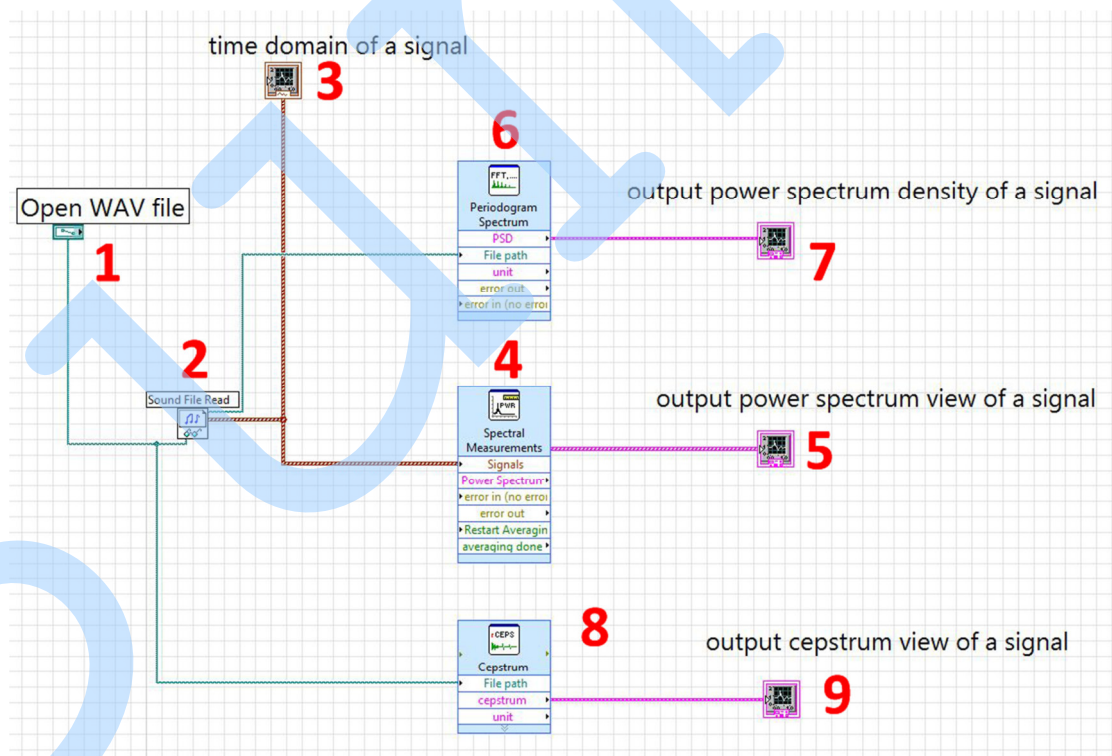 time domain of a signal
3
6
FFT,....
Periodogram
Spectrum
PSD
File path
unit
error out
error in (no erroi
output power spectrum density of a signal
7
Open WAV file
1
2
Sound File Read
4
PWR
Spectral
Measurements
Signals
Power Spectrum
error in (no erroi
error out
Restart Averagin
averaging done
output power spectrum view of a signal
5
8
rCEPS
Cepstrum
File path
cepstrum
unit
output cepstrum view of a signal
9